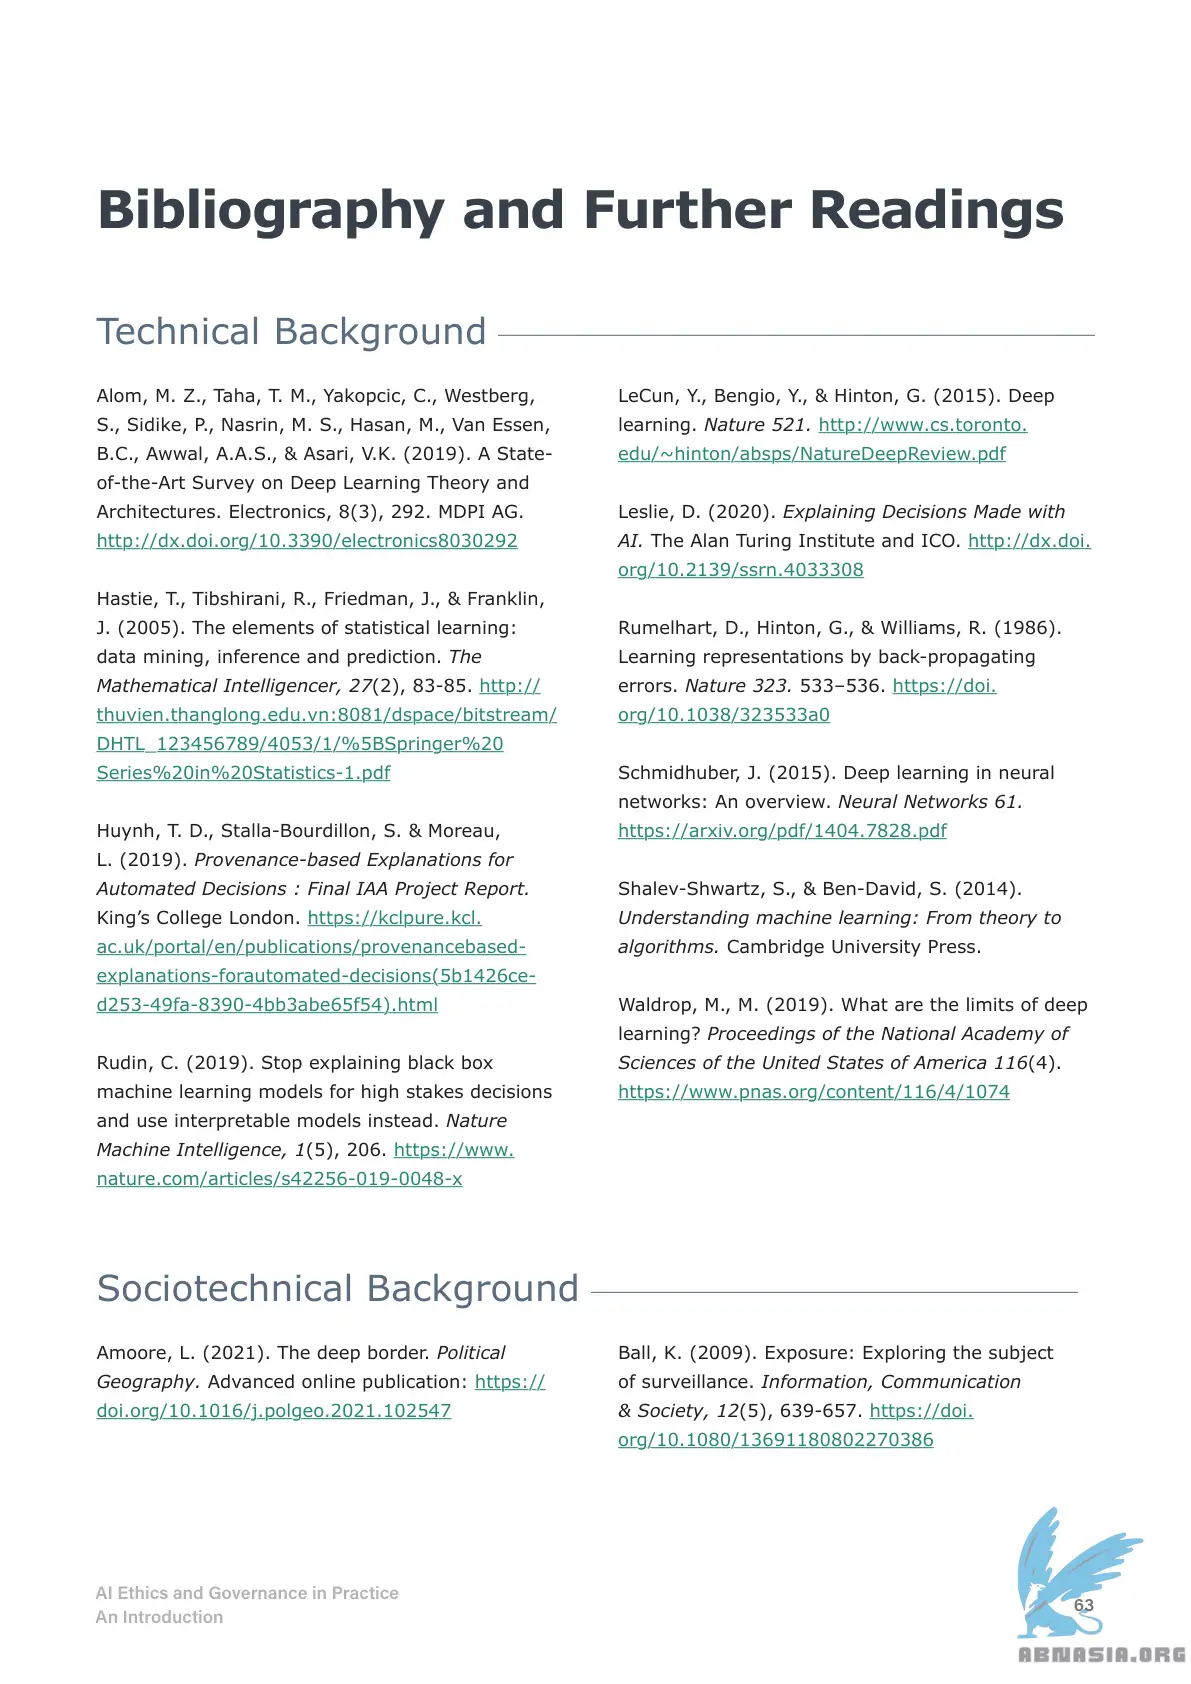 Bibliography and Further Readings
Technical Background
Alom, M. Z., Taha, T. M., Yakopcic, C., Westberg,
S., Sidike, P., Nasrin, M. S., Hasan, M., Van Essen,
B.C., Awwal, A.A.S., & Asari, V.K. (2019). A State-
of-the-Art Survey on Deep Learning Theory and
Architectures. Electronics, 8(3), 292. MDPI AG.
http://dx.doi.org/10.3390/electronics8030292
Hastie, T., Tibshirani, R., Friedman, J., & Franklin,
J. (2005). The elements of statistical learning:
data mining, inference and prediction. The
Mathematical Intelligencer, 27(2), 83-85. http://
thuvien.thanglong.edu.vn:8081/dspace/bitstream/
DHTL_123456789/4053/1/%5BSpringer%20
Series%20in%20Statistics-1.pdf
Huynh, T. D., Stalla-Bourdillon, S. & Moreau,
L. (2019). Provenance-based Explanations for
Automated Decisions : Final IAA Project Report.
King’s College London. https://kclpure.kcl.
ac.uk/portal/en/publications/provenancebased-
explanations-forautomated-decisions(5b1426ce-
d253-49fa-8390-4bb3abe65f54).html
Rudin, C. (2019). Stop explaining black box
machine learning models for high stakes decisions
and use interpretable models instead. Nature
Machine Intelligence, 1(5), 206. https://www.
nature.com/articles/s42256-019-0048-x
LeCun, Y., Bengio, Y., & Hinton, G. (2015). Deep
learning. Nature 521. http://www.cs.toronto.
edu/~hinton/absps/NatureDeepReview.pdf
Leslie, D. (2020). Explaining Decisions Made with
AI. The Alan Turing Institute and ICO. http://dx.doi.
org/10.2139/ssrn.4033308
Rumelhart, D., Hinton, G., & Williams, R. (1986).
Learning representations by back-propagating
errors. Nature 323. 533–536. https://doi.
org/10.1038/323533a0
Schmidhuber, J. (2015). Deep learning in neural
networks: An overview. Neural Networks 61.
https://arxiv.org/pdf/1404.7828.pdf
Shalev-Shwartz, S., & Ben-David, S. (2014).
Understanding machine learning: From theory to
algorithms. Cambridge University Press.
Waldrop, M., M. (2019). What are the limits of deep
learning? Proceedings of the National Academy of
Sciences of the United States of America 116(4).
https://www.pnas.org/content/116/4/1074
Sociotechnical Background
Amoore, L. (2021). The deep border. Political
Geography. Advanced online publication: https://
doi.org/10.1016/j.polgeo.2021.102547
Ball, K. (2009). Exposure: Exploring the subject
of surveillance. Information, Communication
& Society, 12(5), 639-657. https://doi.
org/10.1080/13691180802270386
AI Ethics and Governance in Practice
An Introduction
63
ABNASIA.ORG